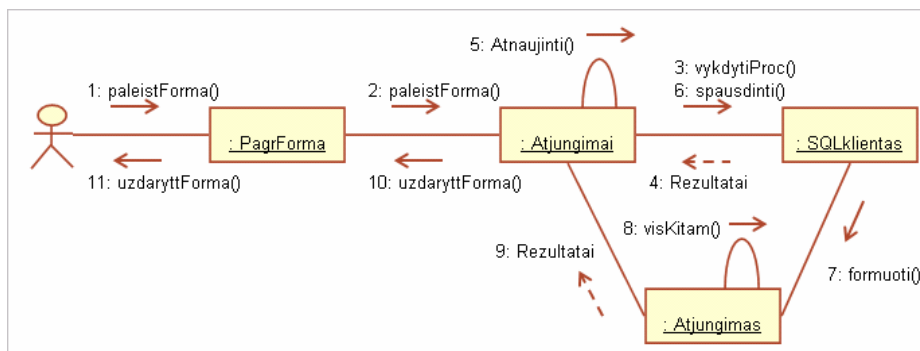 5: Atnaujinti()
3: vykdytiProc()
1: paleistForma()
2: paleistForma()
6: spausdinti()
: PagrForma
: Atjungimai
: SQLklientas
11: uzdaryttForma()
10: uzdaryttForma()
4: Rezultatai
8: visKitam()
9: Rezultatai
7: formuoti()
: Atjungimas